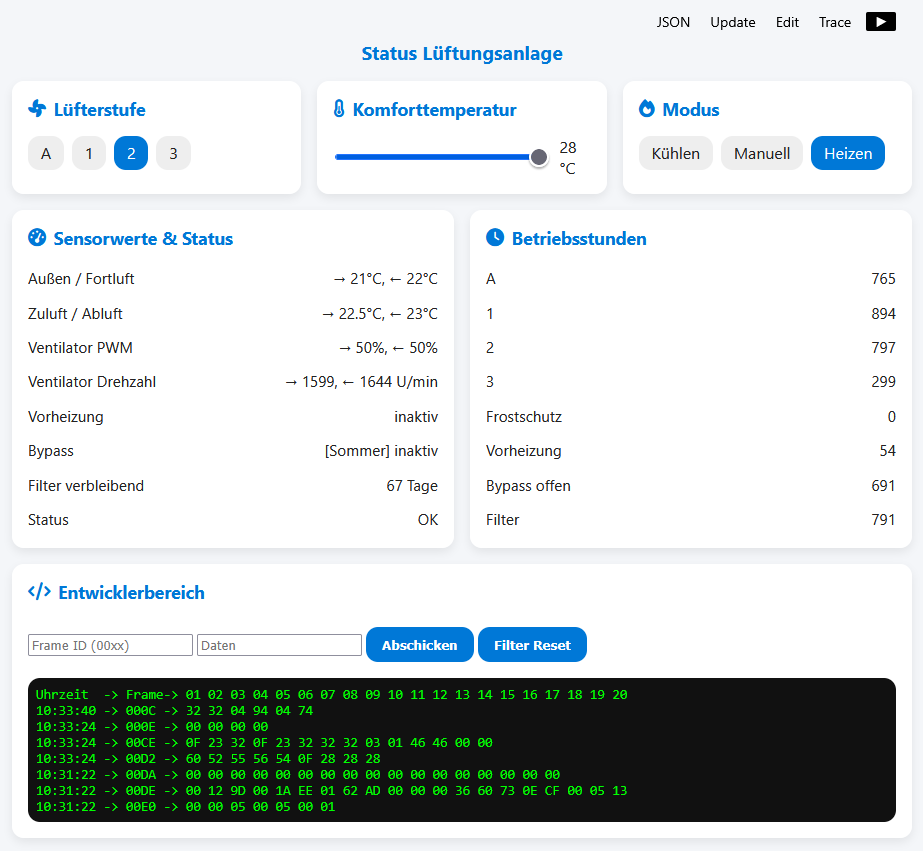 JSON Update Edit Trace
Status Lüftungsanlage
Lüfterstufe
A 1 2 3
Komforttemperatur
28
°C
Modus
Kühlen Manuell Heizen
Sensorwerte & Status
Außen / Fortluft → 21°C, ← 22°C
Zuluft / Abluft → 22.5°C, ← 23°C
Ventilator PWM → 50%, ← 50%
Ventilator Drehzahl → 1599, ← 1644 U/min
Vorheizung inaktiv
Bypass [Sommer] inaktiv
Filter verbleibend 67 Tage
Status OK
Betriebsstunden
A 765
1 894
2 797
3 299
Frostschutz 0
Vorheizung 54
Bypass offen 691
Filter 791
</> Entwicklerbereich
Frame ID (00xx) Daten Abschicken Filter Reset
Uhrzeit -> Frame-> 01 02 03 04 05 06 07 08 09 10 11 12 13 14 15 16 17 18 19 20
10:33:40 -> 000C -> 32 32 04 94 04 74
10:33:24 -> 000E -> 00 00 00 00
10:33:24 -> 00CE -> 0F 23 32 0F 23 32 32 32 03 01 46 46 00 00
10:33:24 -> 00D2 -> 60 52 55 56 54 0F 28 28 28
10:31:22 -> 00DA -> 00 00 00 00 00 00 00 00 00 00 00 00 00 00 00 00 00
10:31:22 -> 00DE -> 00 12 9D 00 1A EE 01 62 AD 00 00 00 36 60 73 0E CF 00 05 13
10:31:22 -> 00E0 -> 00 00 05 00 05 00 01